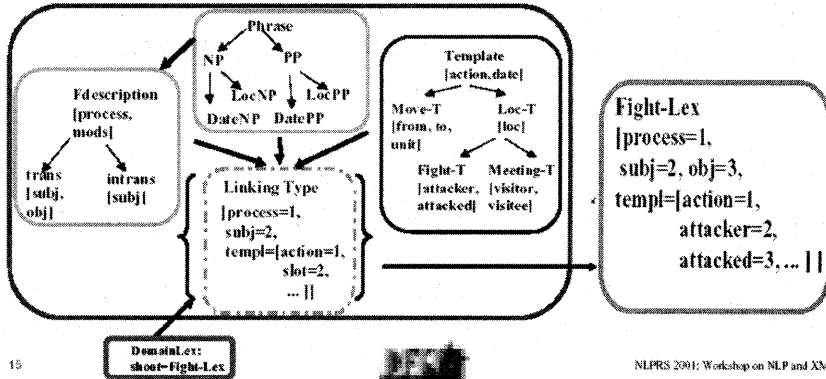 Phrase
NP PP
LocNP LocPP
DateNP DatePP
Fdescription
[process,
mods]
trans
[subj,
obj]
intrans
[subj]
Template
[action,date]
Move-T
[from, to,
unit]
Loc-T
[loc]
Fight-T
[attacker,
attacked]
Meeting-T
[visitor,
visitee]
Linking Type
[process=1,
subj=2,
templ=[action=1,
slot=2,
... ]]
Fight-Lex
[process=1,
subj=2, obj=3,
templ=[action=1,
attacker=2,
attacked=3, ... ]]
DomainLex:
shoot=Fight-Lex
15
NLPRS 2001; Workshop on NLP and XM